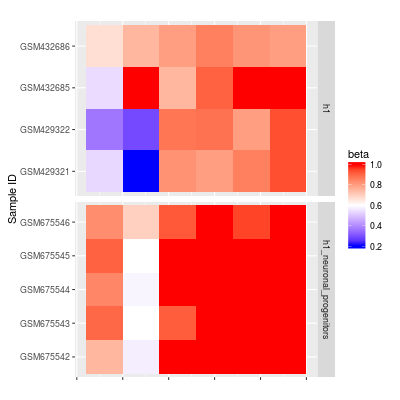 GSM432686
GSM432685
GSM429322
GSM429321
h1
GSM675546
GSM675545
GSM675544
GSM675543
GSM675542
h1_neuronal_progenitors
Sample ID
beta
1.0
0.8
0.6
0.4
0.2